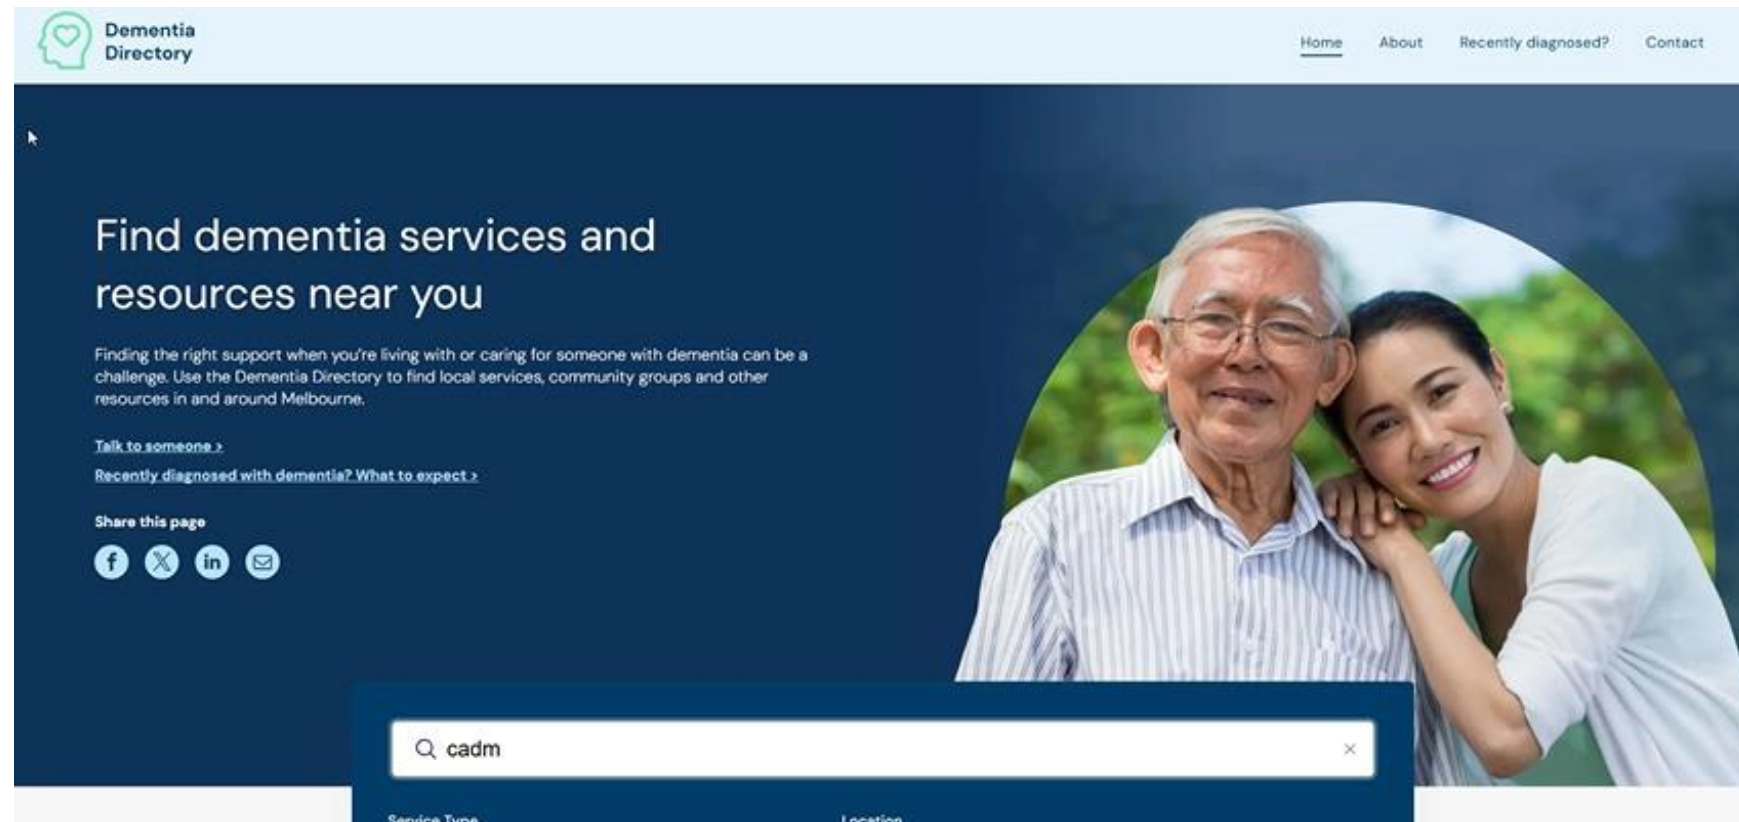 Dementia
Directory
Home About Recently diagnosed? Contact
Find dementia services and
resources near you
Finding the right support when you're living with or caring for someone with dementia can be a
challenge. Use the Dementia Directory to find local services, community groups and other
resources in and around Melbourne.
Talk to someone >
Recently diagnosed with dementia? What to expect >
Share this page
cadm
Service Type Location